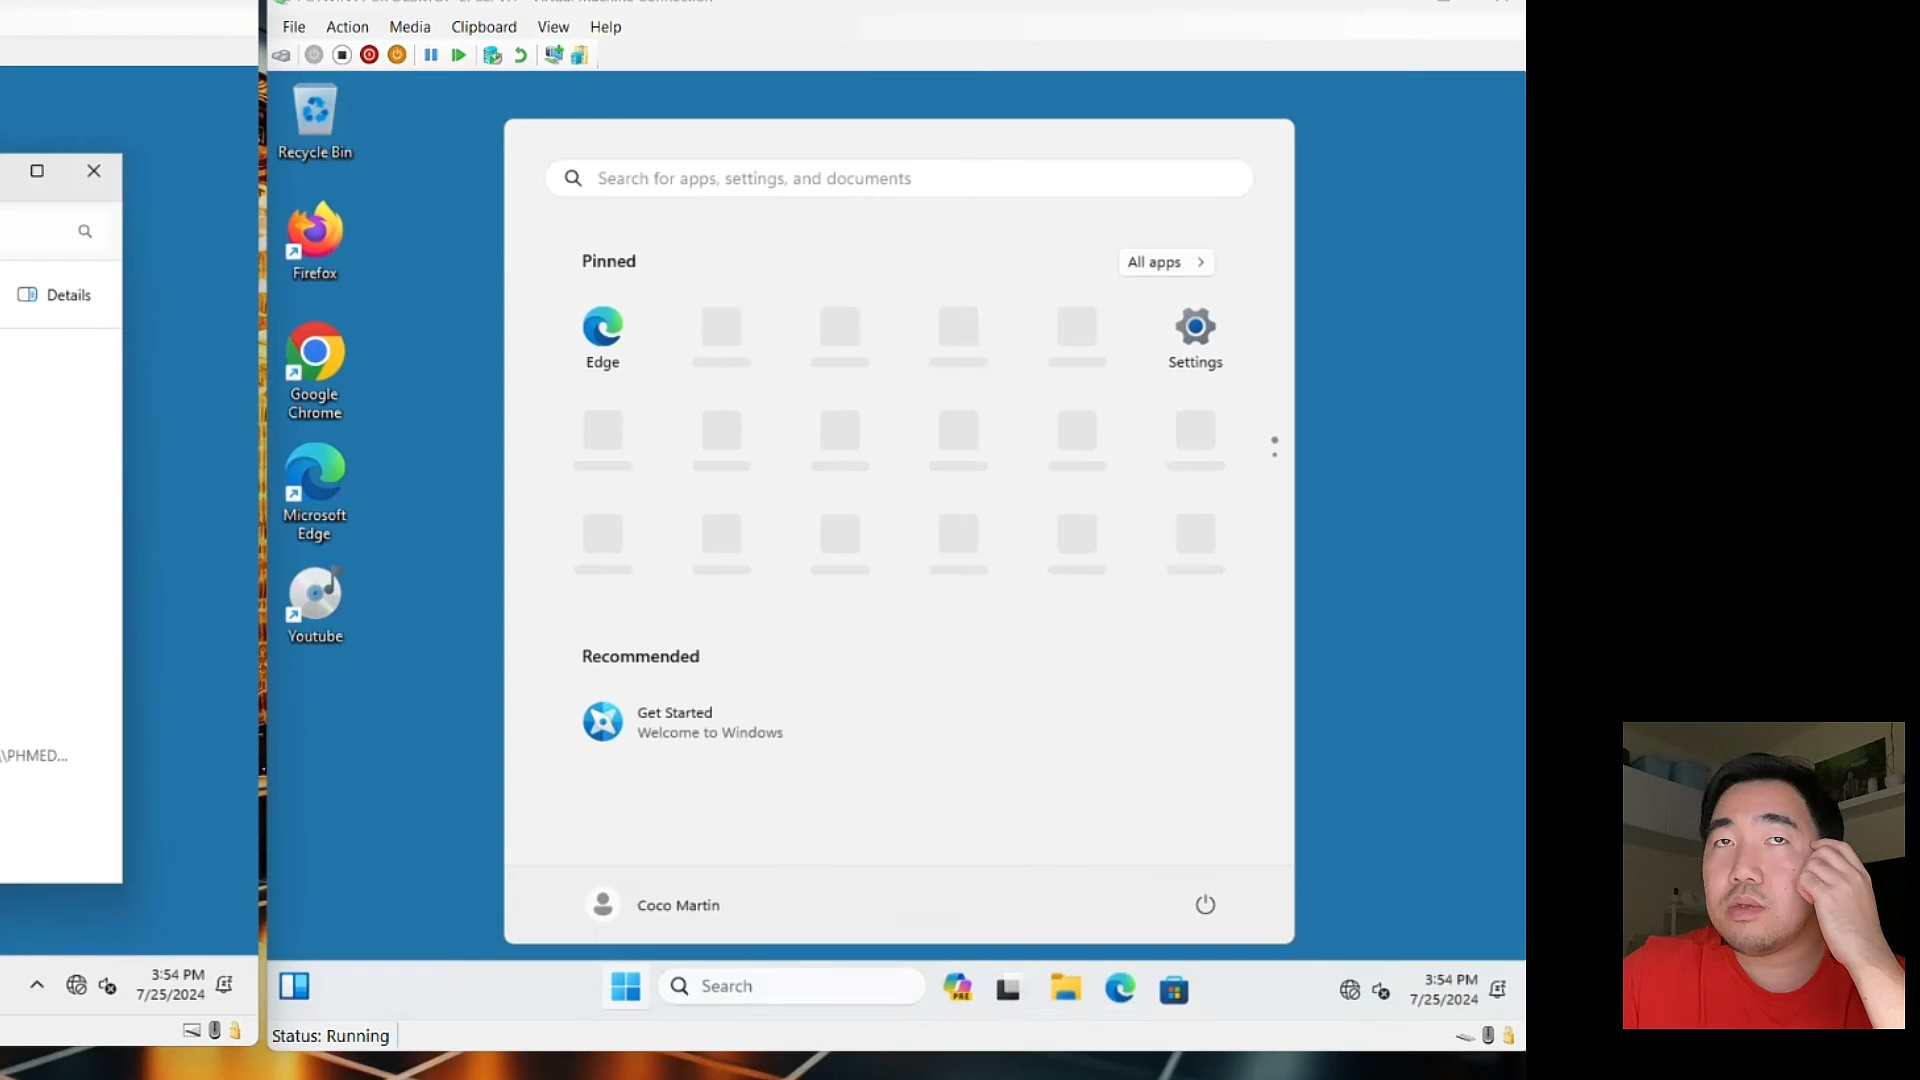 File Action Media Clipboard View Help
Recycle Bin
Firefox
Google
Chrome
Microsoft
Edge
Youtube
Details
\\PHMED...
3:54 PM
7/25/2024
Search for apps, settings, and documents
Pinned
All apps
Edge
Settings
Recommended
Get Started
Welcome to Windows
Coco Martin
Search
PRE
3:54 PM
7/25/2024
Status: Running